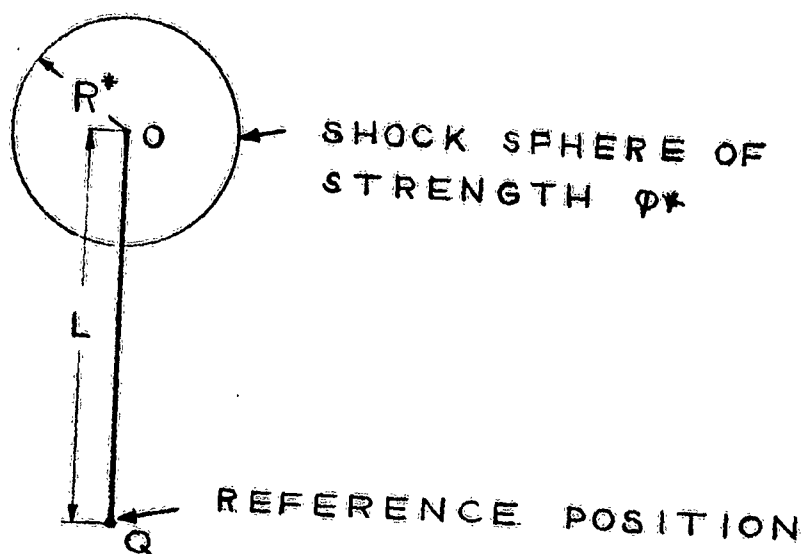 R*
O
SHOCK SPHERE OF
STRENGTH φ*
L
REFERENCE POSITION
Q